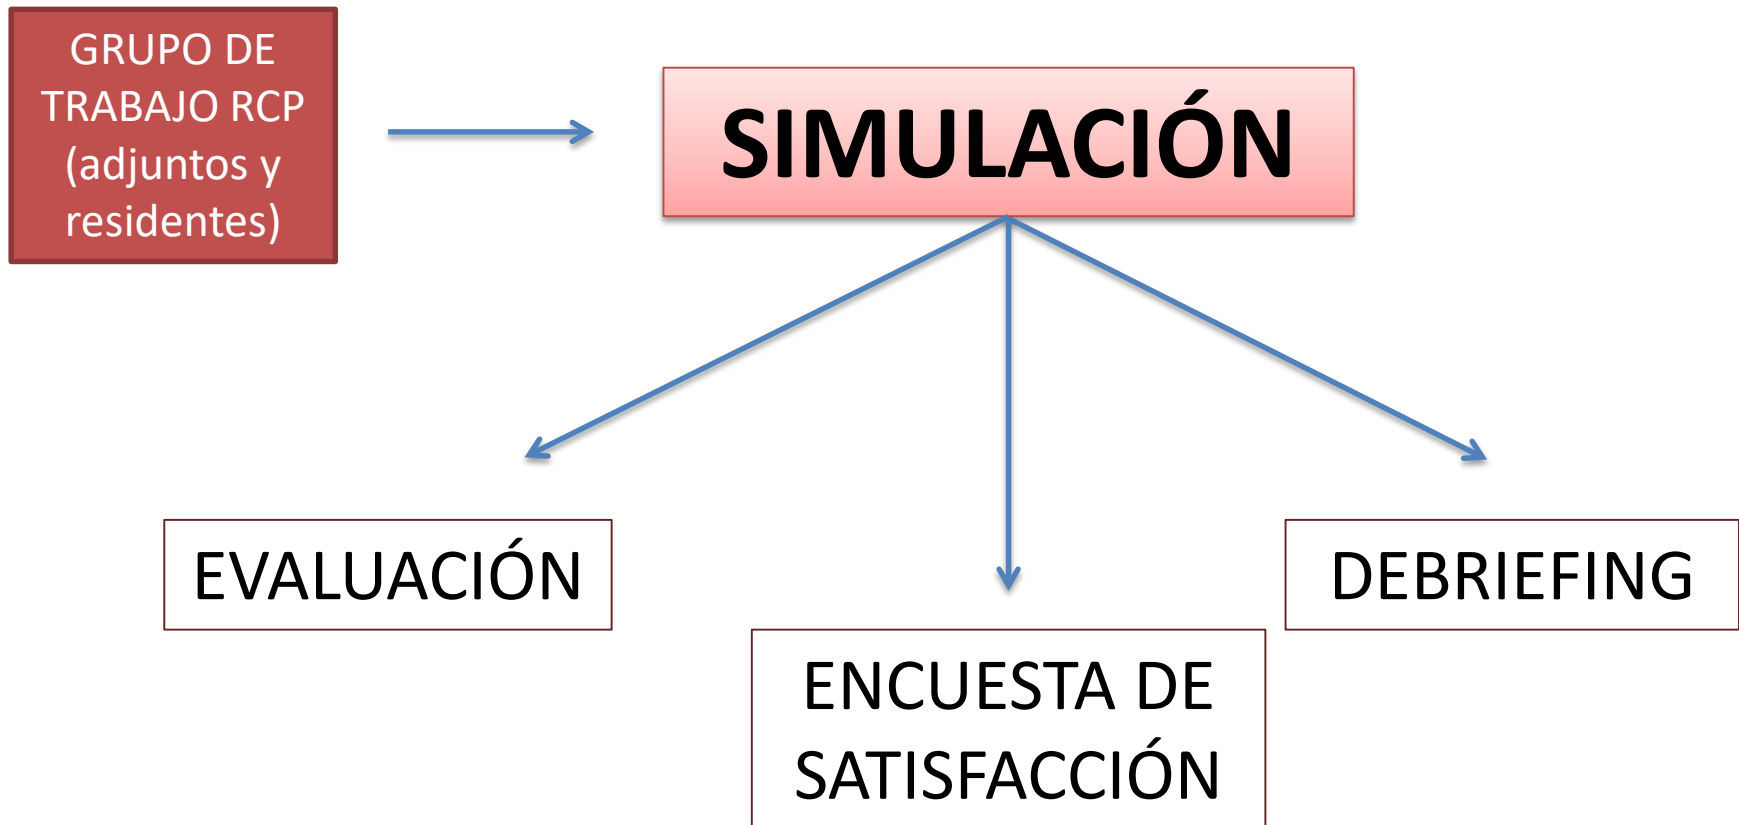 GRUPO DE
TRABAJO RCP
(adjuntos y
residentes)
SIMULACIÓN
EVALUACIÓN
ENCUESTA DE
SATISFACCIÓN
DEBRIEFING